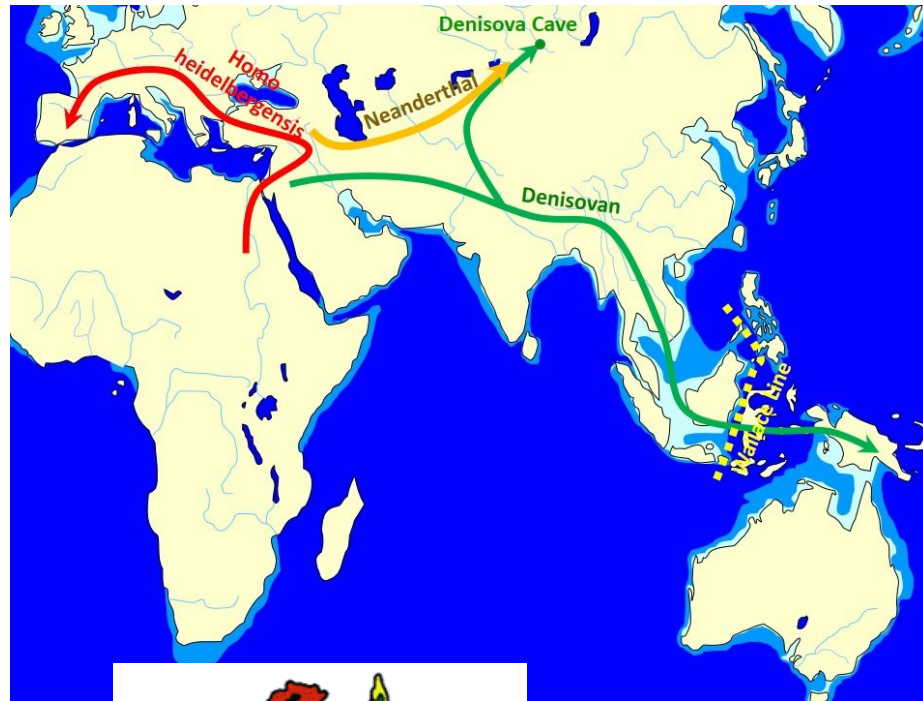 Denisova Cave
Homo
heidelbergensis
Neanderthal
Denisovan
Wallace Line